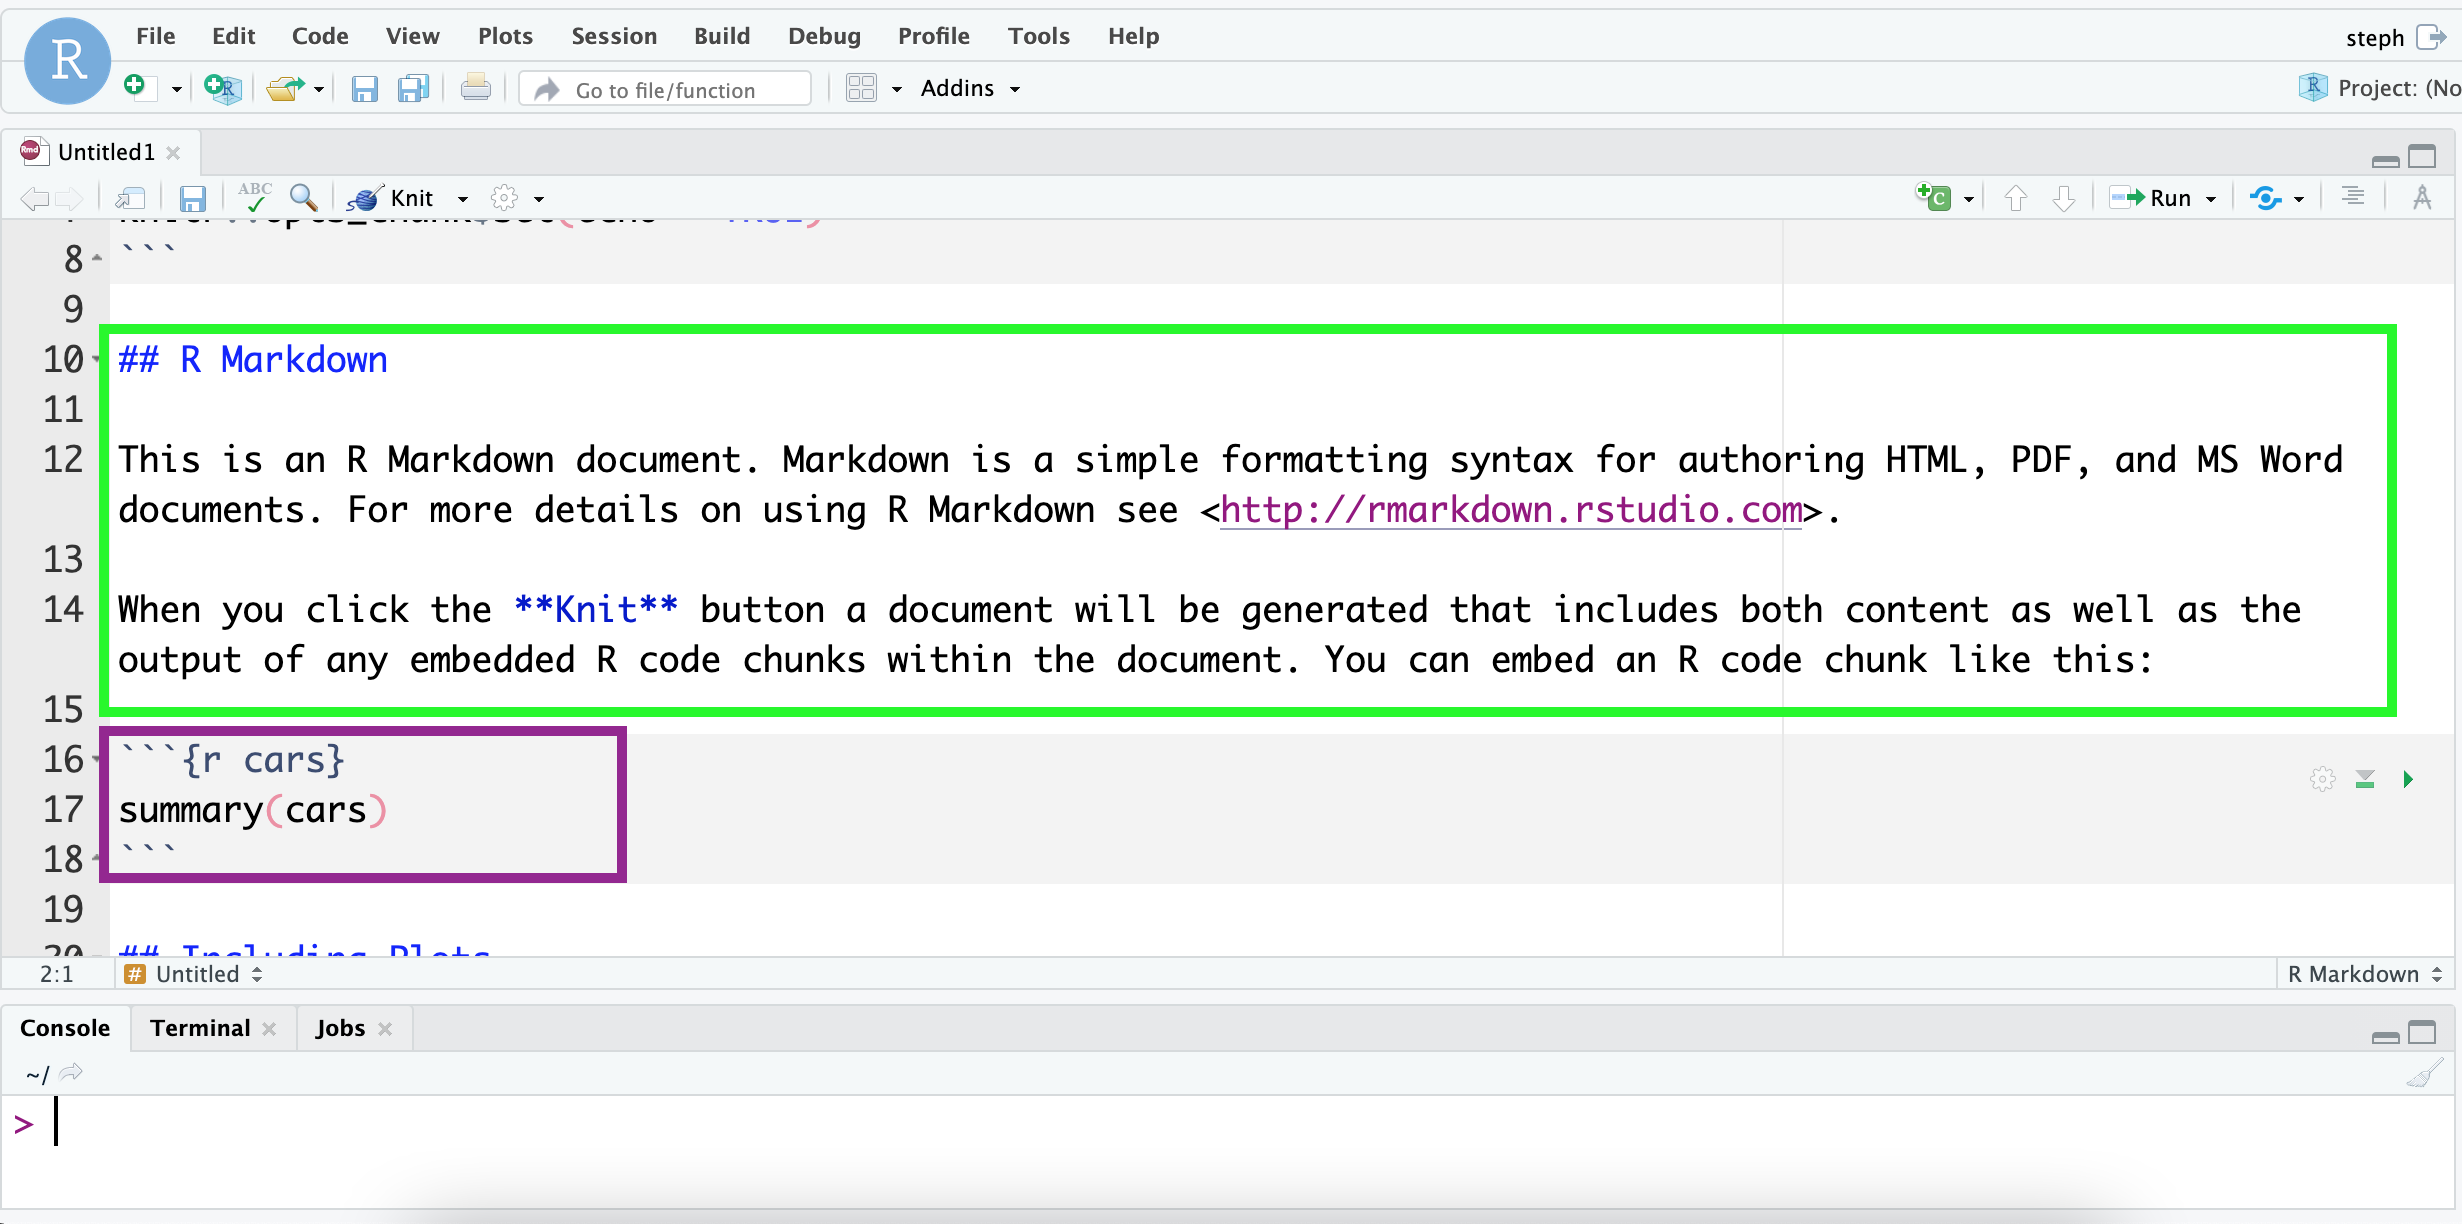 R File Edit Code View Plots Session Build Debug Profile Tools Help steph
Go to file/function Addins Project: (No
Untitled1
ABC Knit Run
8 ```
9
10 ## R Markdown
11
12 This is an R Markdown document. Markdown is a simple formatting syntax for authoring HTML, PDF, and MS Word
documents. For more details on using R Markdown see <http://rmarkdown.rstudio.com>.
13
14 When you click the **Knit** button a document will be generated that includes both content as well as the
output of any embedded R code chunks within the document. You can embed an R code chunk like this:
15
16 ```{r cars}
17 summary(cars)
18 ```
19
20 ## Including Plots
2:1 # Untitled R Markdown
Console Terminal Jobs
~/
>